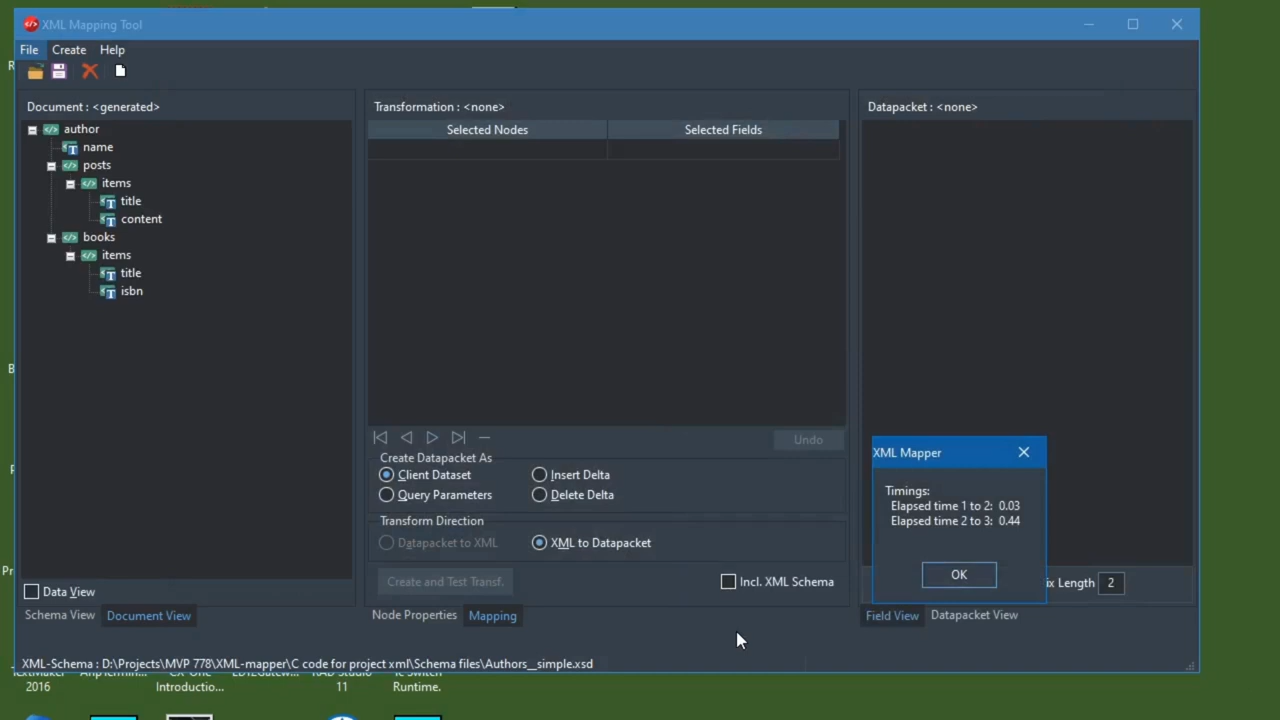 XML Mapping Tool
File Create Help
Document : <generated>
author
name
posts
items
title
content
books
items
title
isbn
Data View
Schema View Document View
Transformation : <none>
Selected Nodes Selected Fields
Undo
Create Datapacket As
Client Dataset Insert Delta
Query Parameters Delete Delta
Transform Direction
Datapacket to XML XML to Datapacket
Create and Test Transf. Incl. XML Schema
Node Properties Mapping
Datapacket : <none>
XML Mapper
Timings:
Elapsed time 1 to 2: 0.03
Elapsed time 2 to 3: 0.44
OK
Length 2
Field View Datapacket View
XML-Schema : D:\Projects\MVP 778\XML-mapper\C code for project xml\Schema files\Authors__simple.xsd
2016 Introductio... 11 Runtime.